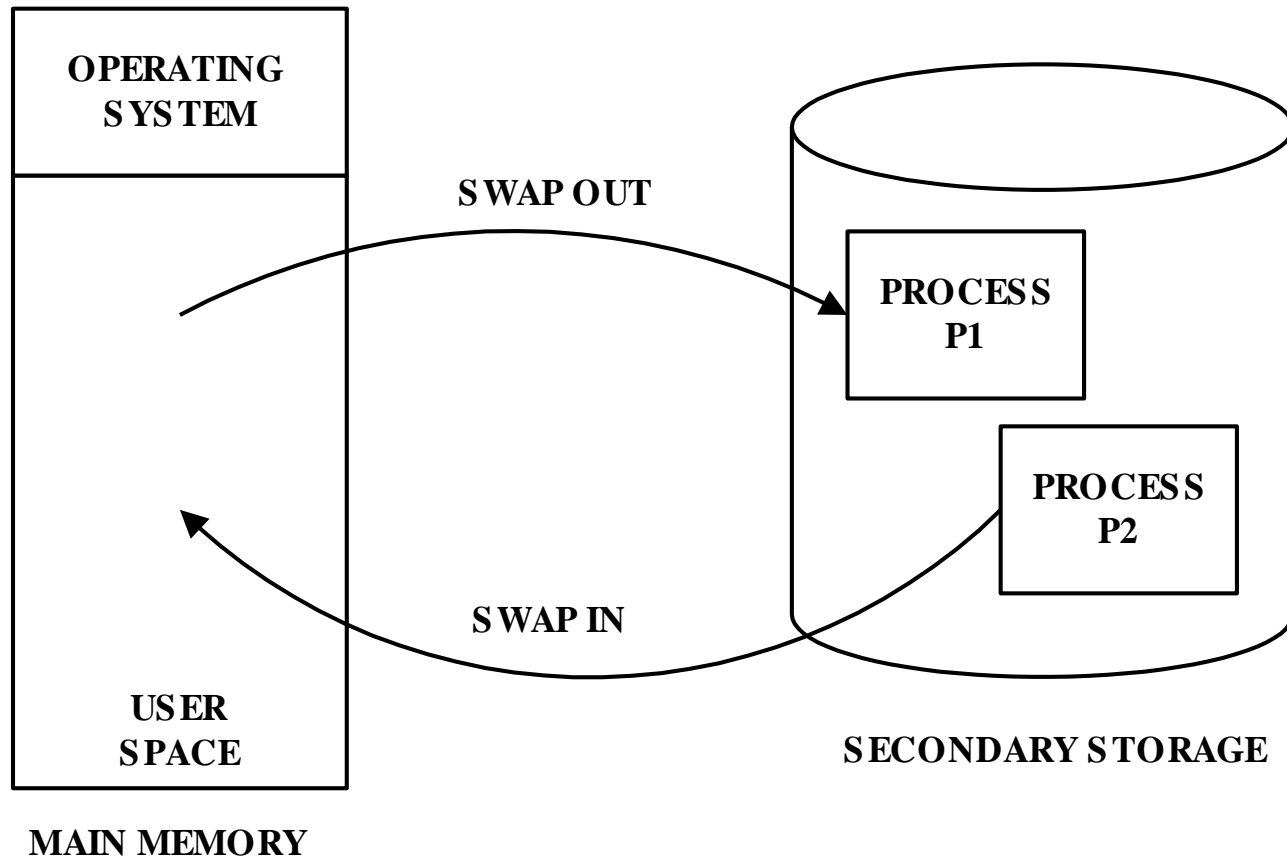 OPERATING
SYSTEM
SWAP OUT
PROCESS
P1
PROCESS
P2
SWAP IN
USER
SPACE
SECONDARY STORAGE
MAIN MEMORY